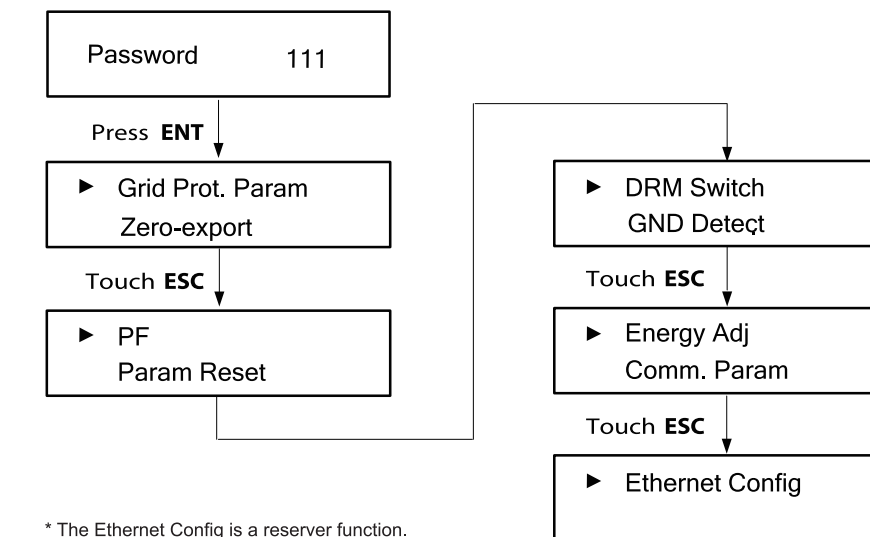 Password 111
Press ENT
► Grid Prot. Param
Zero-export
Touch ESC
► PF
Param Reset
► DRM Switch
GND Detect
Touch ESC
► Energy Adj
Comm. Param
Touch ESC
► Ethernet Config
* The Ethernet Config is a reserver function.